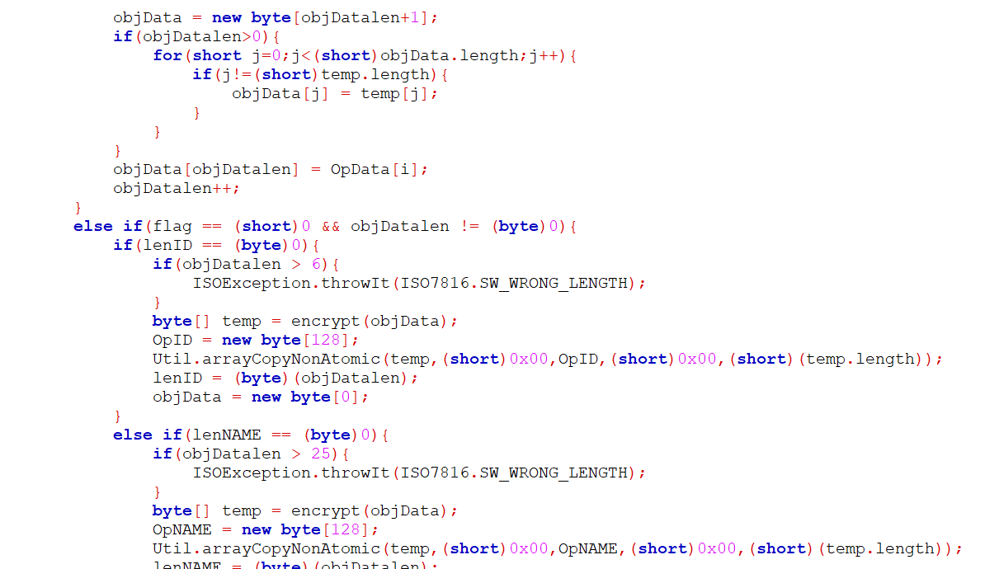 objData = new byte[objDatalen+1];
if(objDatalen>0){
for(short j=0;j<(short)objData.length;j++){
if(j!=(short)temp.length){
objData[j] = temp[j];
}
}
}
objData[objDatalen] = OpData[i];
objDatalen++;
}
else if(flag == (short)0 && objDatalen != (byte)0){
if(lenID == (byte)0){
if(objDatalen > 6){
ISOException.throwIt(ISO7816.SW_WRONG_LENGTH);
}
byte[] temp = encrypt(objData);
OpID = new byte[128];
Util.arrayCopyNonAtomic(temp,(short)0x00,OpID,(short)0x00,(short)(temp.length));
lenID = (byte)(objDatalen);
objData = new byte[0];
}
else if(lenNAME == (byte)0){
if(objDatalen > 25){
ISOException.throwIt(ISO7816.SW_WRONG_LENGTH);
}
byte[] temp = encrypt(objData);
OpNAME = new byte[128];
Util.arrayCopyNonAtomic(temp,(short)0x00,OpNAME,(short)0x00,(short)(temp.length));
lenNAME = (byte)(objDatalen);